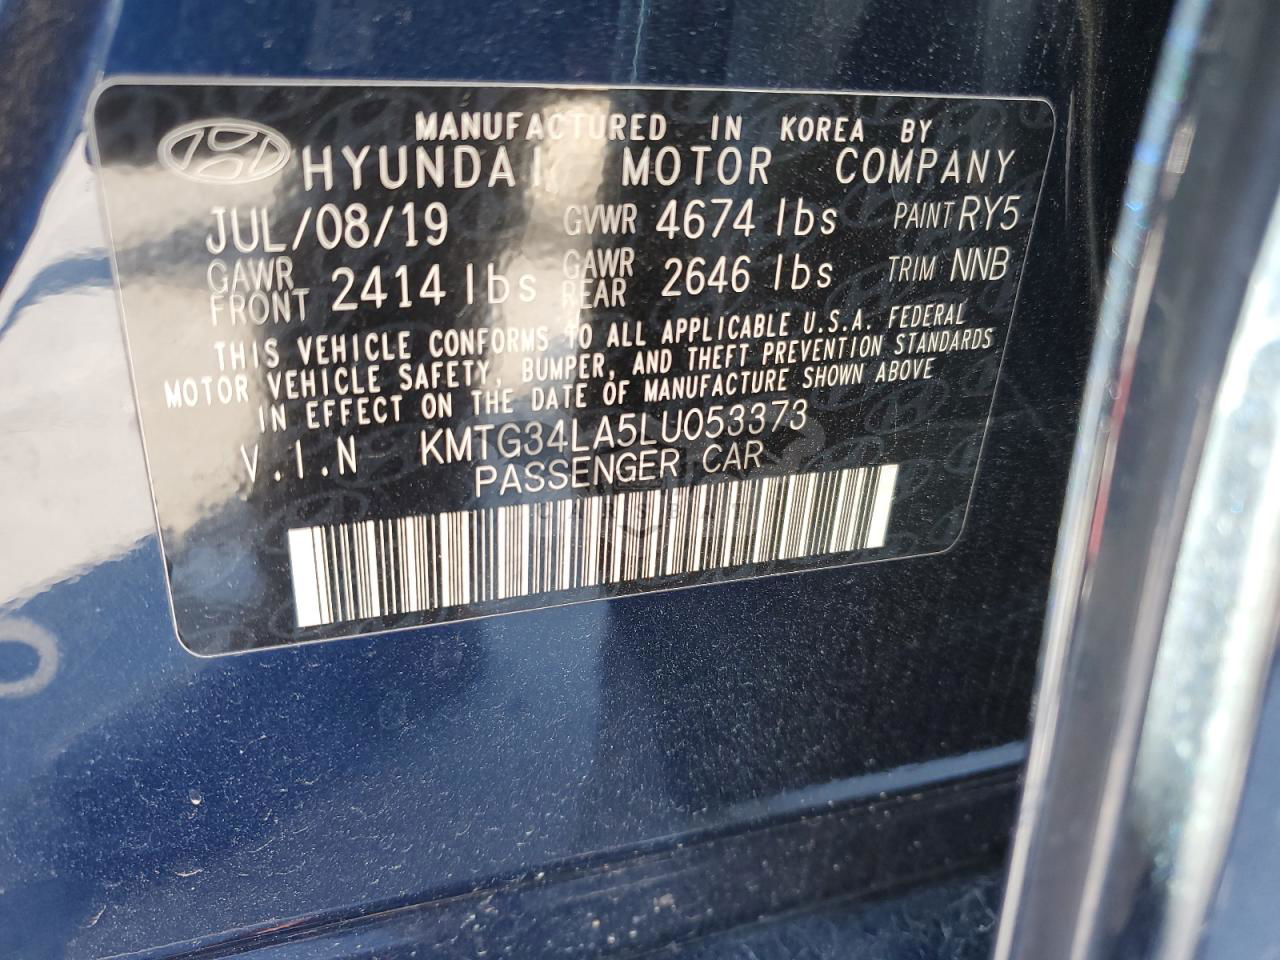 MANUFACTURED IN KOREA BY
HYUNDAI MOTOR COMPANY
JUL/08/19 GVWR 4674 lbs PAINT RY5
GAWR FRONT 2414 lbs GAWR REAR 2646 lbs TRIM NNB
THIS VEHICLE CONFORMS TO ALL APPLICABLE U.S.A. FEDERAL
MOTOR VEHICLE SAFETY, BUMPER, AND THEFT PREVENTION STANDARDS
IN EFFECT ON THE DATE OF MANUFACTURE SHOWN ABOVE
V.I.N KMTG34LA5LU053373
PASSENGER CAR